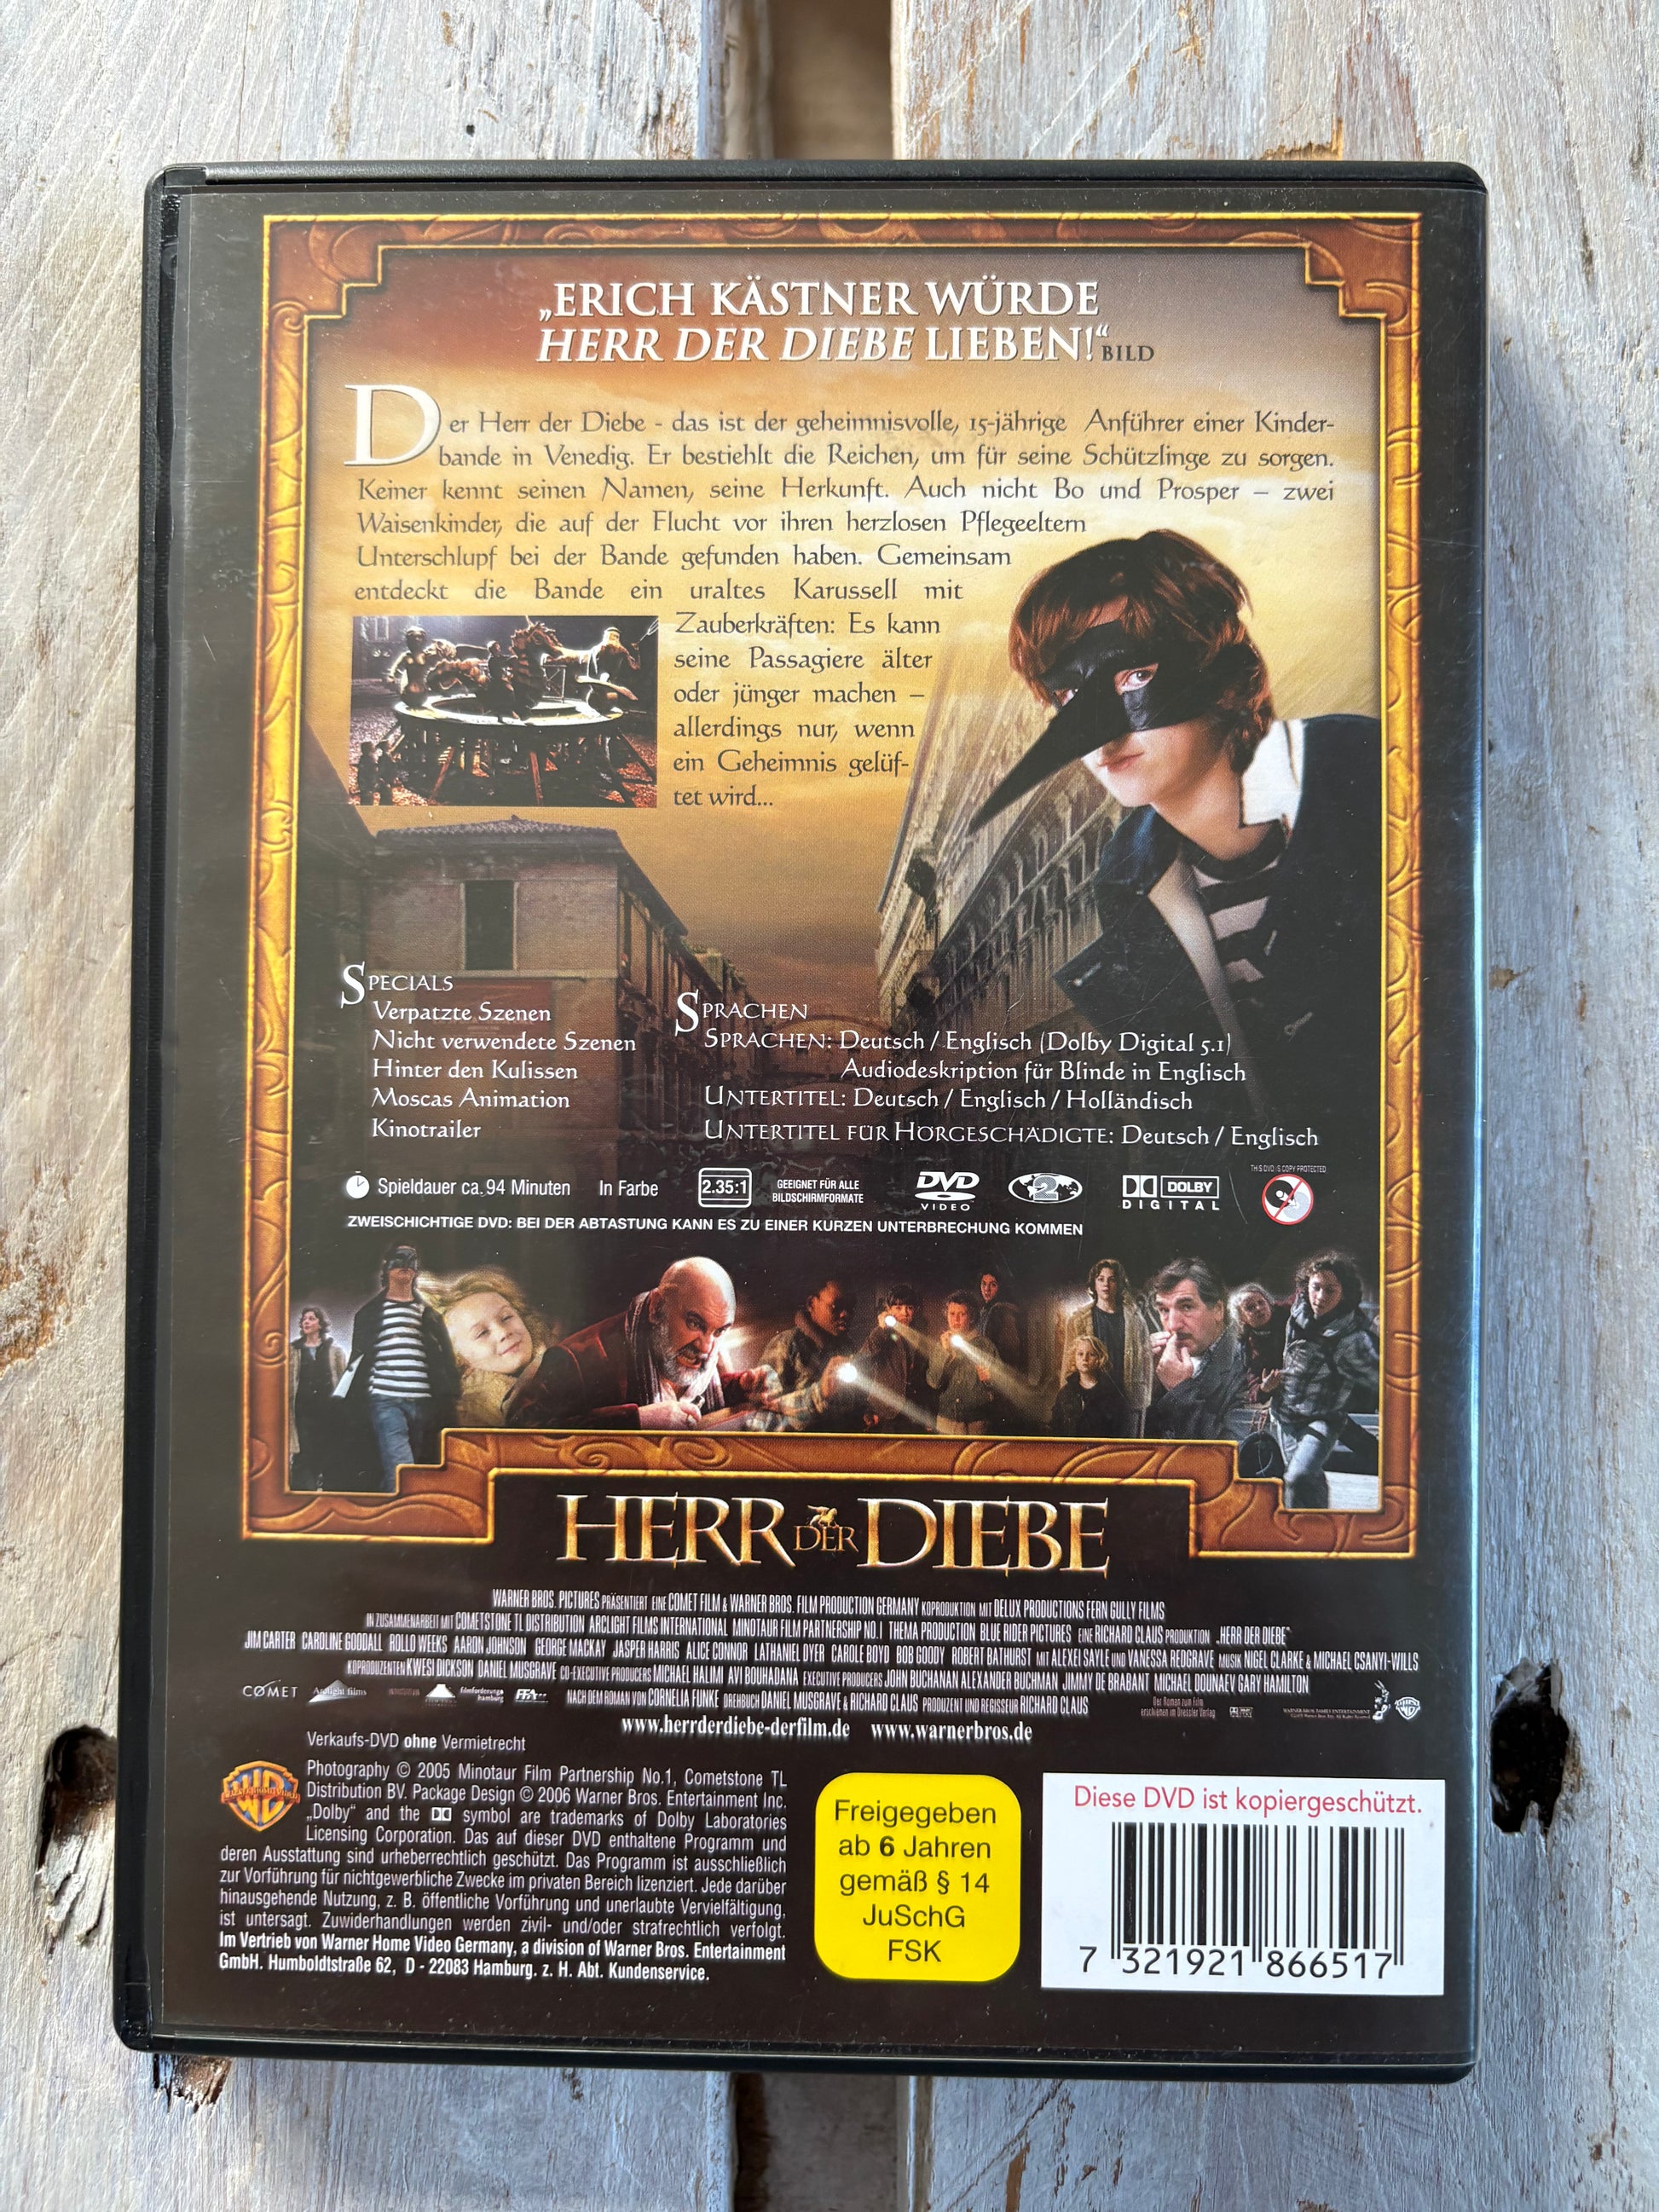 „ERICH KÄSTNER WÜRDE
HERR DER DIEBE LIEBEN!“ BILD
Der Herr der Diebe - das ist der geheimnisvolle, 15-jährige Anführer einer Kinder-
bande in Venedig. Er bestiehlt die Reichen, um für seine Schützlinge zu sorgen.
Keiner kennt seinen Namen, seine Herkunft. Auch nicht Bo und Prosper – zwei
Waisenkinder, die auf der Flucht vor ihren herzlosen Pflegeeltern
Unterschlupf bei der Bande gefunden haben. Gemeinsam
entdeckt die Bande ein uraltes Karussell mit
Zauberkräften: Es kann
seine Passagiere älter
oder jünger machen –
allerdings nur, wenn
ein Geheimnis gelüf-
tet wird...
SPECIALS
Verpatzte Szenen
Nicht verwendete Szenen
Hinter den Kulissen
Moscas Animation
Kinotrailer
SPRACHEN
SPRACHEN: Deutsch / Englisch (Dolby Digital 5.1)
Audiodeskription für Blinde in Englisch
UNTERTITEL: Deutsch / Englisch / Holländisch
UNTERTITEL FÜR HÖRGESCHÄDIGTE: Deutsch / Englisch
Spieldauer ca. 94 Minuten In Farbe 2.35:1 GEEIGNET FÜR ALLE
BILDSCHIRMFORMATE
DVD
VIDEO
2
DOLBY
DIGITAL
THIS DVD IS COPY PROTECTED
ZWEISCHICHTIGE DVD: BEI DER ABTASTUNG KANN ES ZU EINER KURZEN UNTERBRECHUNG KOMMEN
HERR DER DIEBE
WARNER BROS. PICTURES PRÄSENTIERT EINE COMET FILM & WARNER BROS. FILM PRODUCTION GERMANY KOPRODUKTION MIT DELUX PRODUCTIONS FERN GULLY FILMS
IN ZUSAMMENARBEIT MIT COMETSTONE TL DISTRIBUTION ARCLIGHT FILMS INTERNATIONAL MINOTAUR FILM PARTNERSHIP NO.1 THEMA PRODUCTION BLUE RIDER PICTURES EINE RICHARD CLAUS PRODUKTION „HERR DER DIEBE“
JIM CARTER CAROLINE GOODALL ROLLO WEEKS AARON JOHNSON GEORGE MACKAY JASPER HARRIS ALICE CONNOR LATHANIEL DYER CAROLE BOYD BOB GOODY ROBERT BATHURST MIT ALEXEI SAYLE UND VANESSA REDGRAVE MUSIK NIGEL CLARKE & MICHAEL CSANYI-WILLS
KOPRODUZENTEN KWESI DICKSON DANIEL MUSGRAVE CO-EXECUTIVE PRODUCERS MICHAEL HALIMI AVI BOUHADANA EXECUTIVE PRODUCERS JOHN BUCHANAN ALEXANDER BUCHMAN JIMMY DE BRABANT MICHAEL DOUNAEV GARY HAMILTON
COMET Arclight films filmförderung hamburg FFA NACH DEM ROMAN VON CORNELIA FUNKE DREHBUCH DANIEL MUSGRAVE & RICHARD CLAUS PRODUZENT UND REGISSEUR RICHARD CLAUS Der Roman zum Film
erschienen im Dressler Verlag
www.herrderdiebe-derfilm.de www.warnerbros.de
Verkaufs-DVD ohne Vermietrecht
Photography © 2005 Minotaur Film Partnership No.1, Cometstone TL
Distribution BV. Package Design © 2006 Warner Bros. Entertainment Inc.
„Dolby“ and the symbol are trademarks of Dolby Laboratories
Licensing Corporation. Das auf dieser DVD enthaltene Programm und
deren Ausstattung sind urheberrechtlich geschützt. Das Programm ist ausschließlich
zur Vorführung für nichtgewerbliche Zwecke im privaten Bereich lizenziert. Jede darüber
hinausgehende Nutzung, z. B. öffentliche Vorführung und unerlaubte Vervielfältigung,
ist untersagt. Zuwiderhandlungen werden zivil- und/oder strafrechtlich verfolgt.
Im Vertrieb von Warner Home Video Germany, a division of Warner Bros. Entertainment
GmbH. Humboldtstraße 62, D - 22083 Hamburg. z. H. Abt. Kundenservice.
Freigegeben
ab 6 Jahren
gemäß § 14
JuSchG
FSK
Diese DVD ist kopiergeschützt.
7 321921 866517